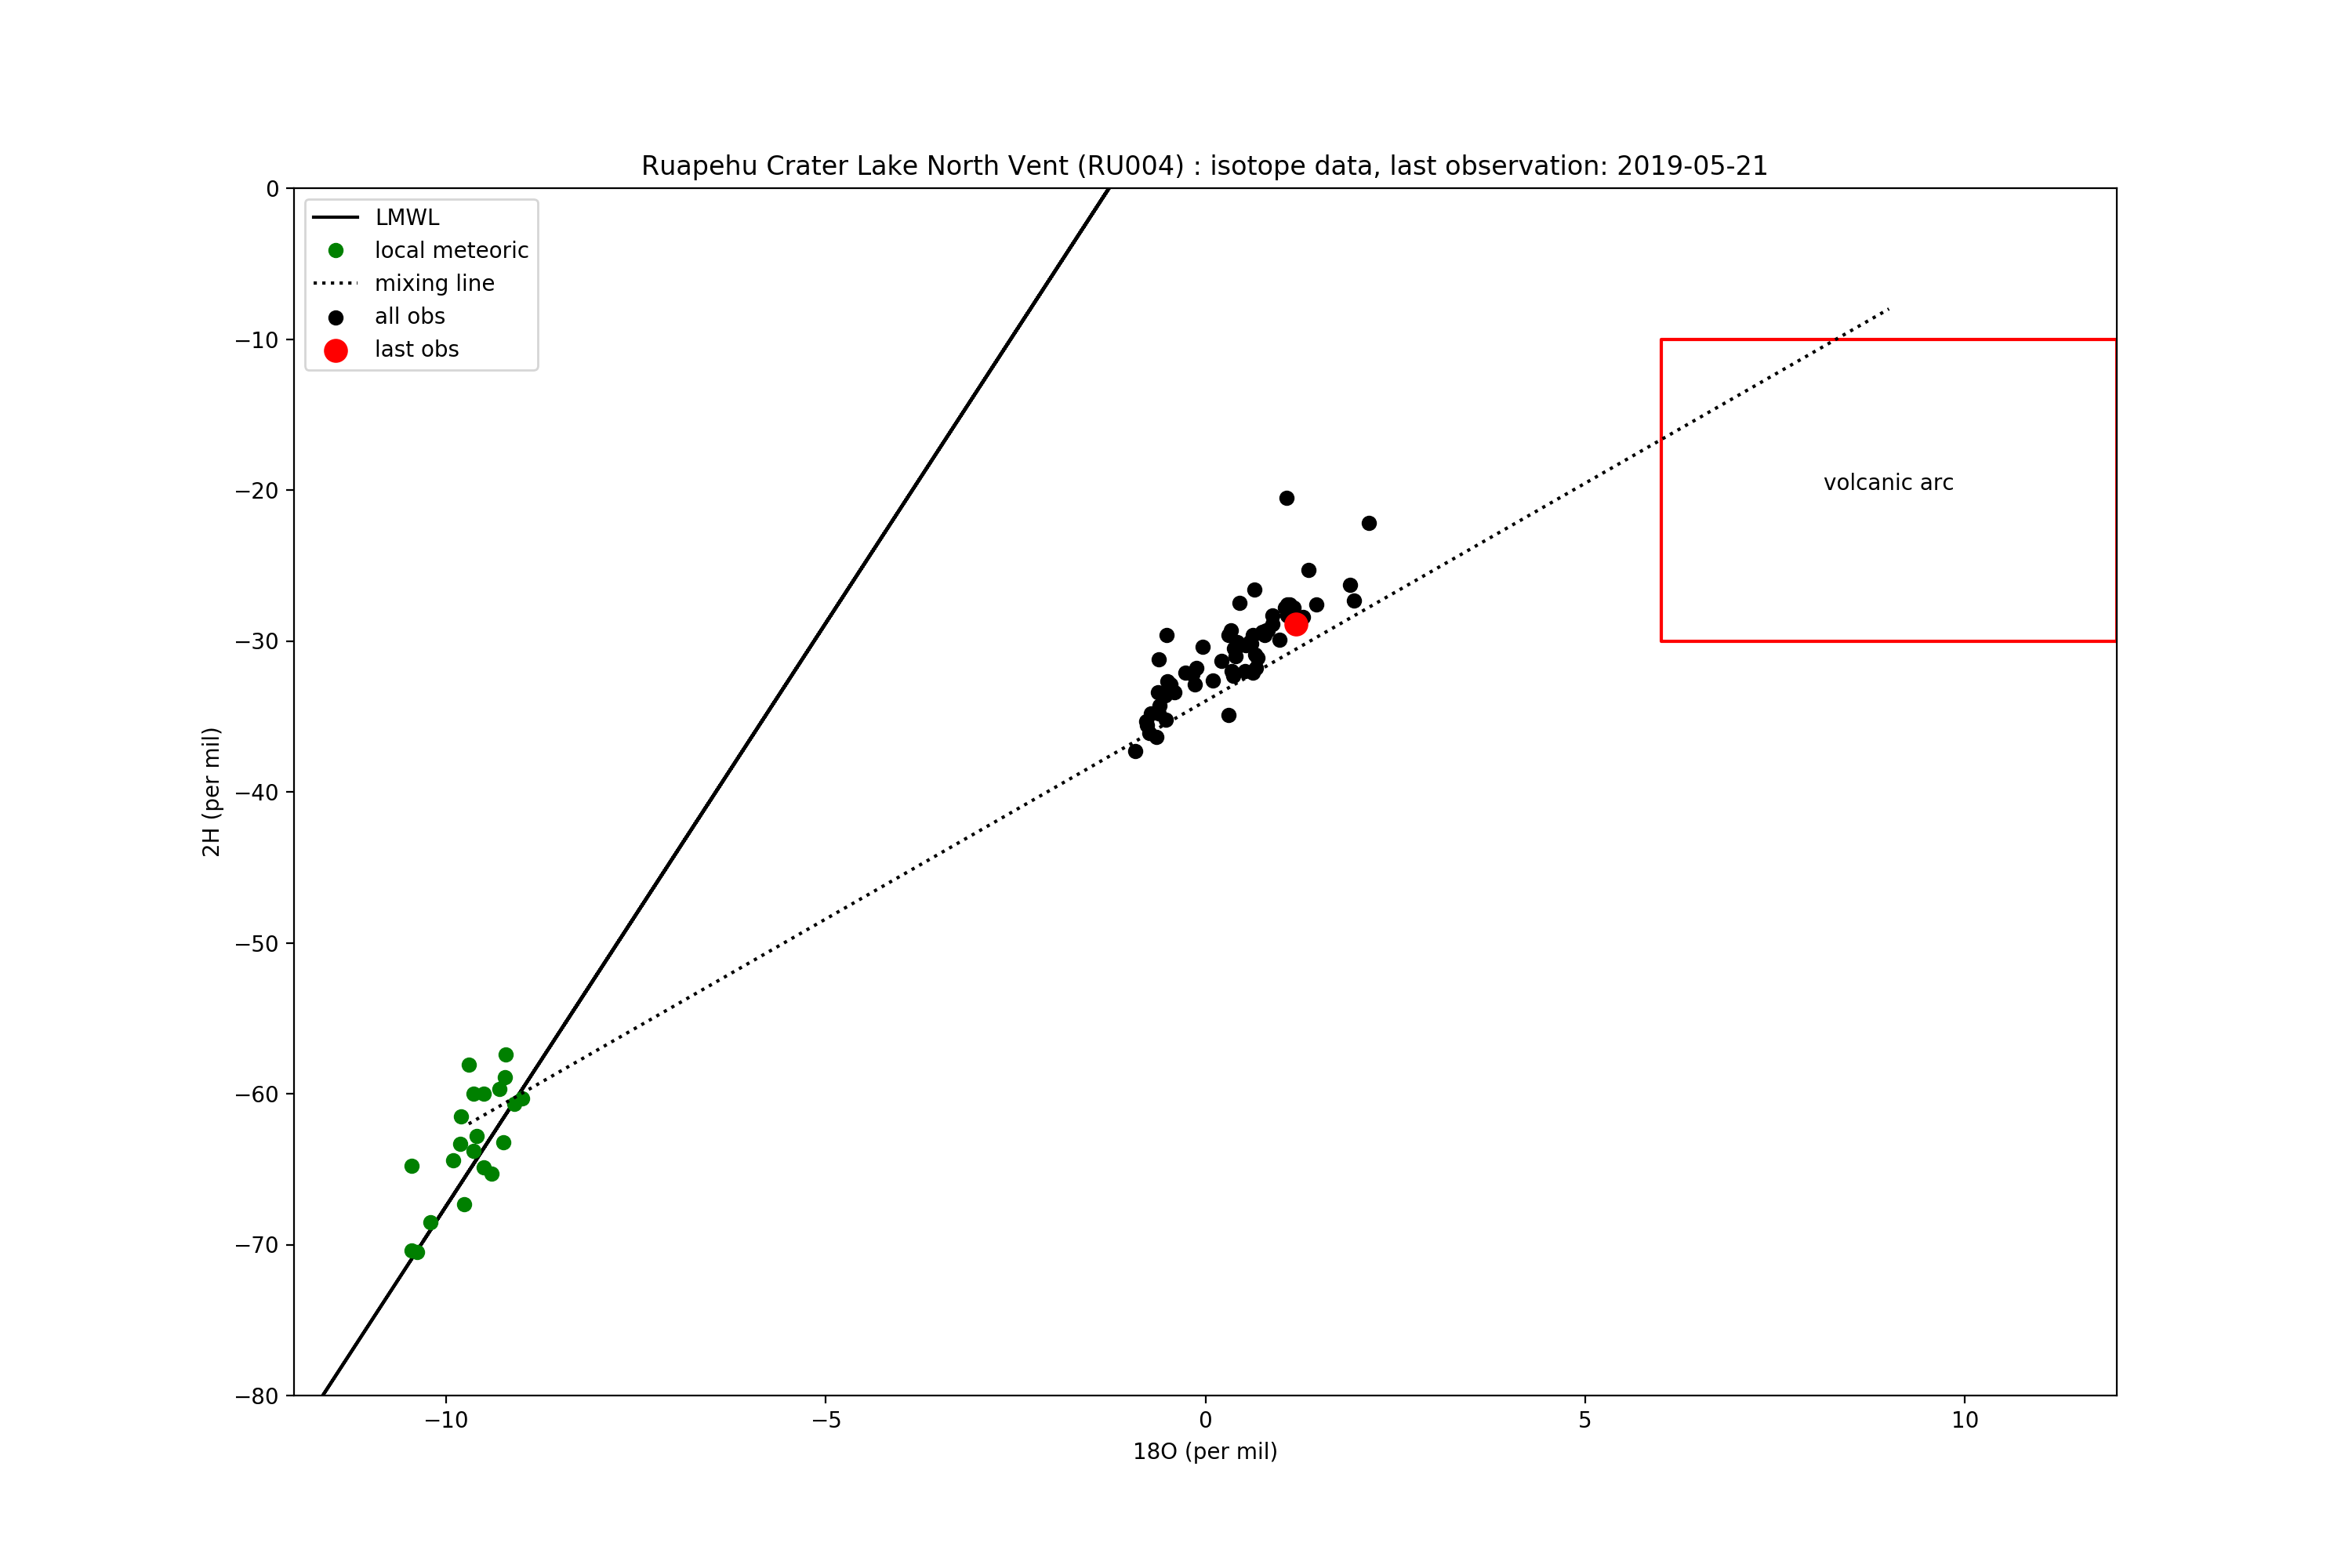 Ruapehu Crater Lake North Vent (RU004) : isotope data, last observation: 2019-05-21
LMWL
local meteoric
mixing line
all obs
last obs
0
−10
−20
−30
−40
−50
−60
−70
−80
2H (per mil)
volcanic arc
−10
−5
0
5
10
18O (per mil)